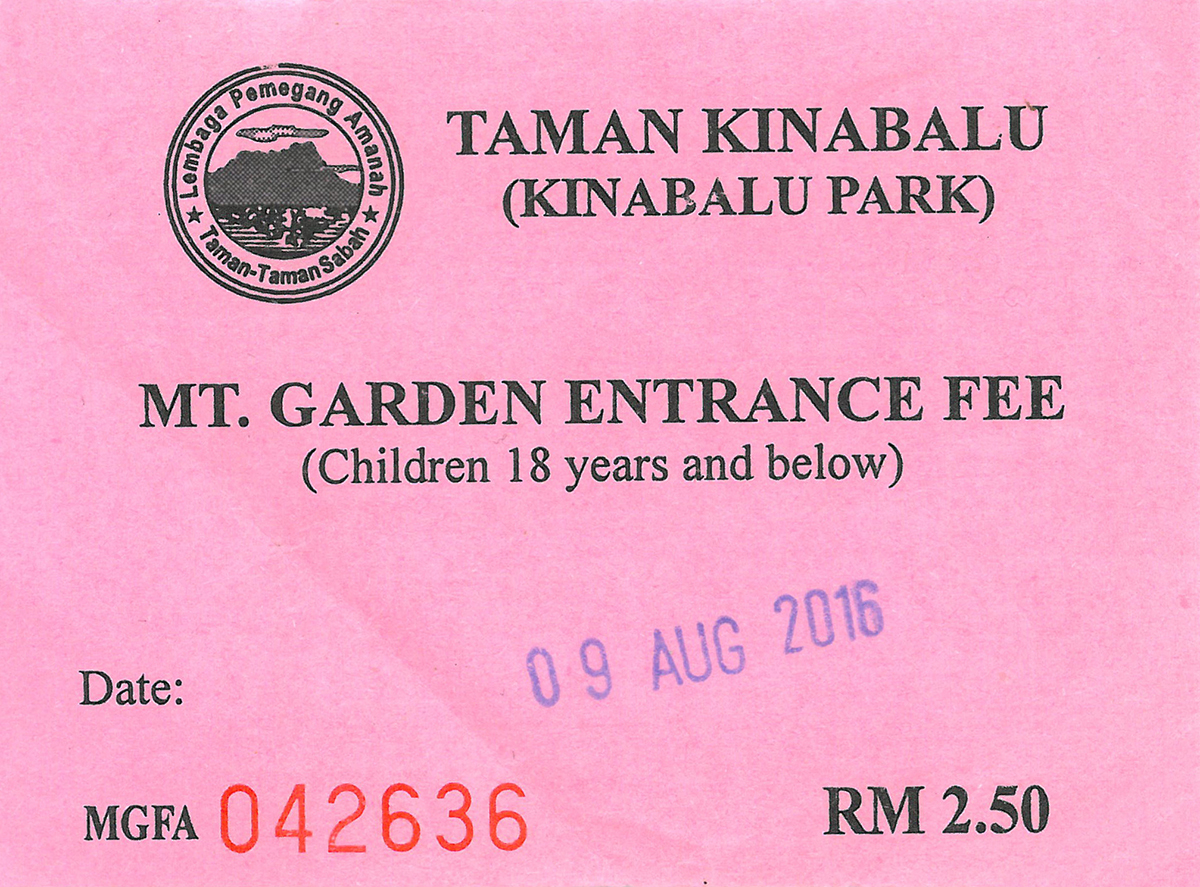 Lembaga Pemegang Amanah
★ Taman-Taman Sabah ★
TAMAN KINABALU
(KINABALU PARK)
MT. GARDEN ENTRANCE FEE
(Children 18 years and below)
09 AUG 2016
Date:
MGFA 042636
RM 2.50